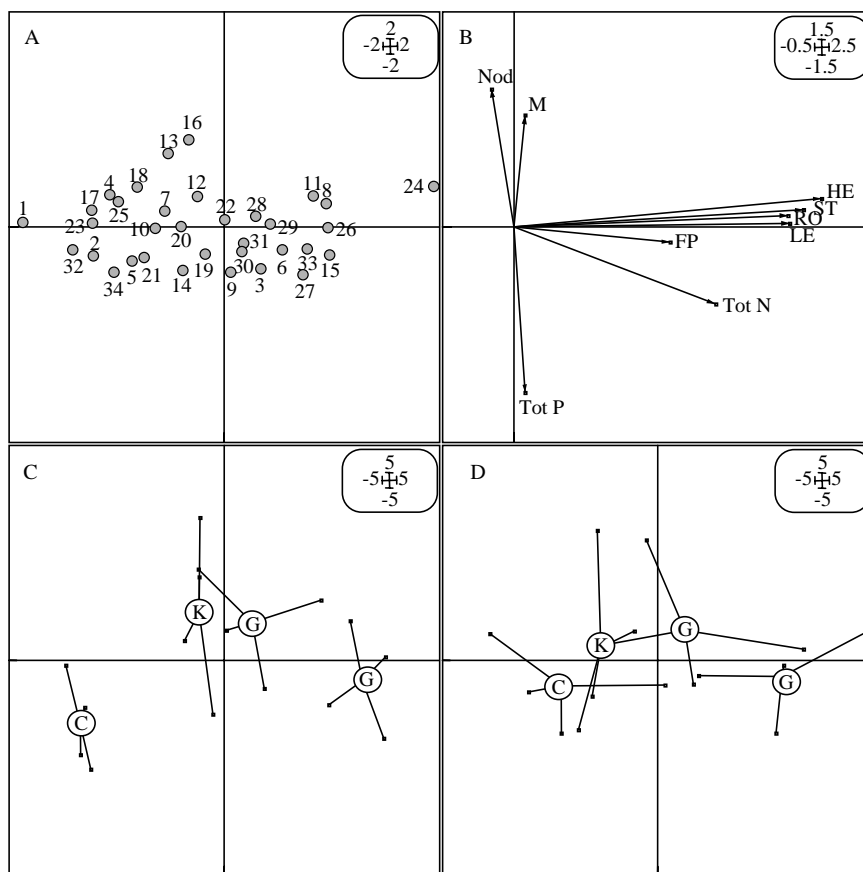 A
2
-2 2
-2
16
13
4 18 12 11 8 24
1 17 25 7 22 28
23 10 20 29 26
32 2 31
5 21 19 30 6 33 15
34 14 9 3 27
B
1.5
-0.5 2.5
-1.5
Nod
M
HE
ST
RO
LE
FP
Tot N
Tot P
C
5
-5 5
-5
K
G
G
C
D
5
-5 5
-5
G
K
C
G